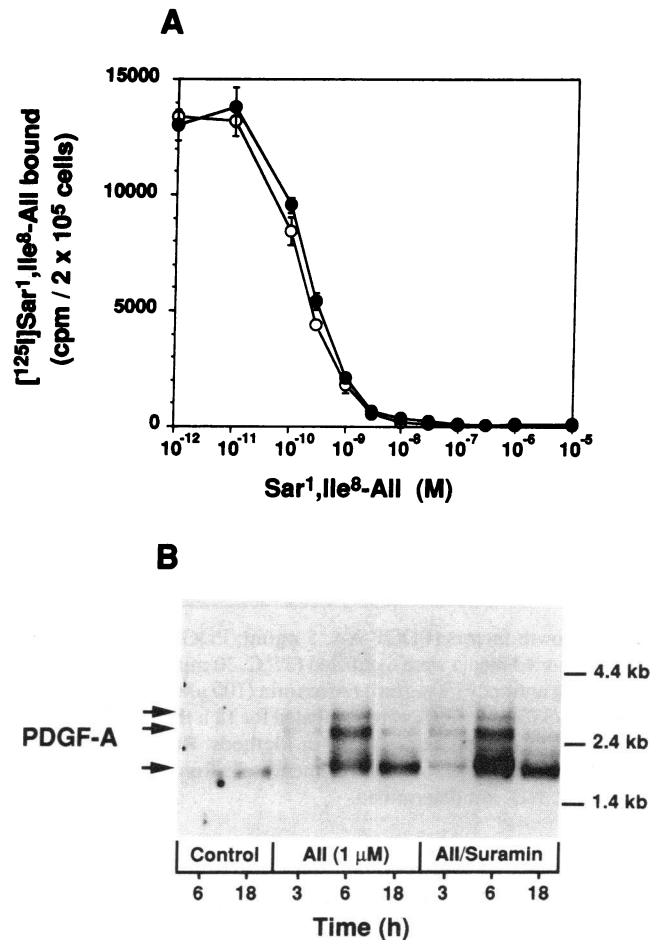 A
15000
10000
5000
0
[¹²⁵I]Sar¹,Ile⁸-AII bound
(cpm / 2 x 10⁵ cells)
10⁻¹² 10⁻¹¹ 10⁻¹⁰ 10⁻⁹ 10⁻⁸ 10⁻⁷ 10⁻⁶ 10⁻⁵
Sar¹,Ile⁸-AII (M)
B
PDGF-A
4.4 kb
2.4 kb
1.4 kb
Control AII (1 μM) AII/Suramin
6 18 3 6 18 3 6 18
Time (h)